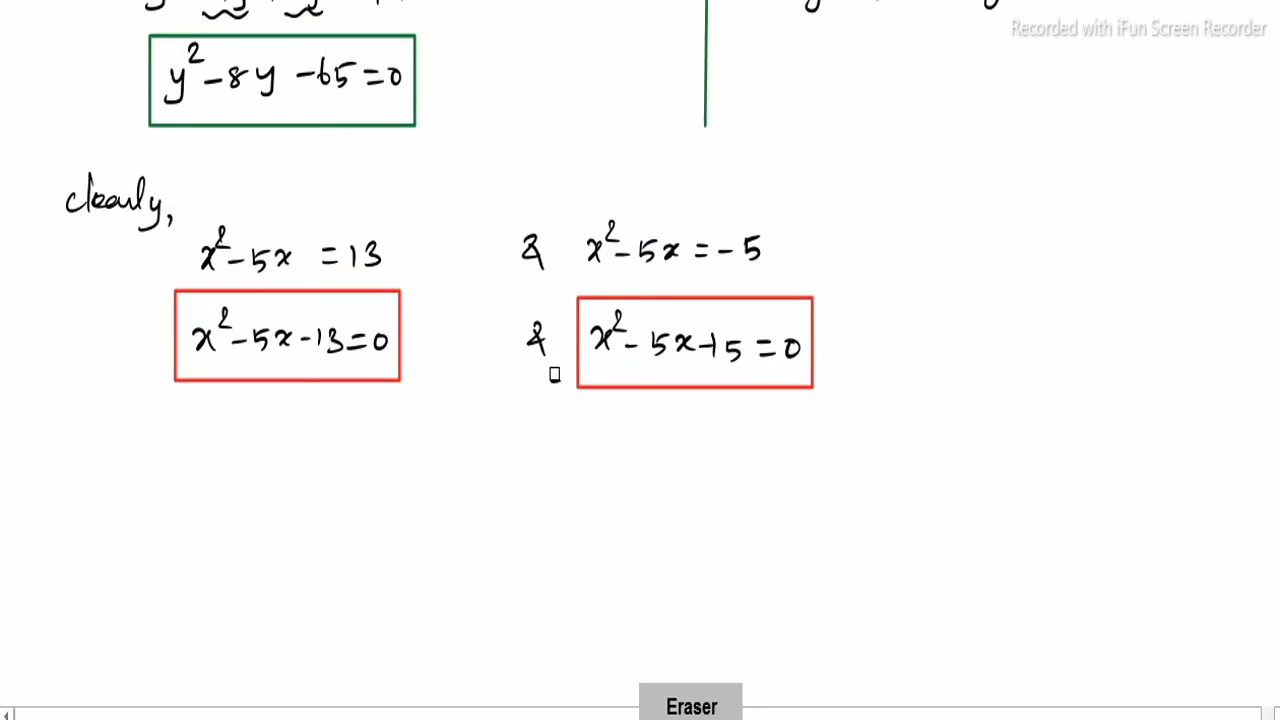 Recorded with iFun Screen Recorder
y² - 8y - 65 = 0
clearly,
x² - 5x = 13 & x² - 5x = -5
x² - 5x - 13 = 0 & x² - 5x + 5 = 0
Eraser